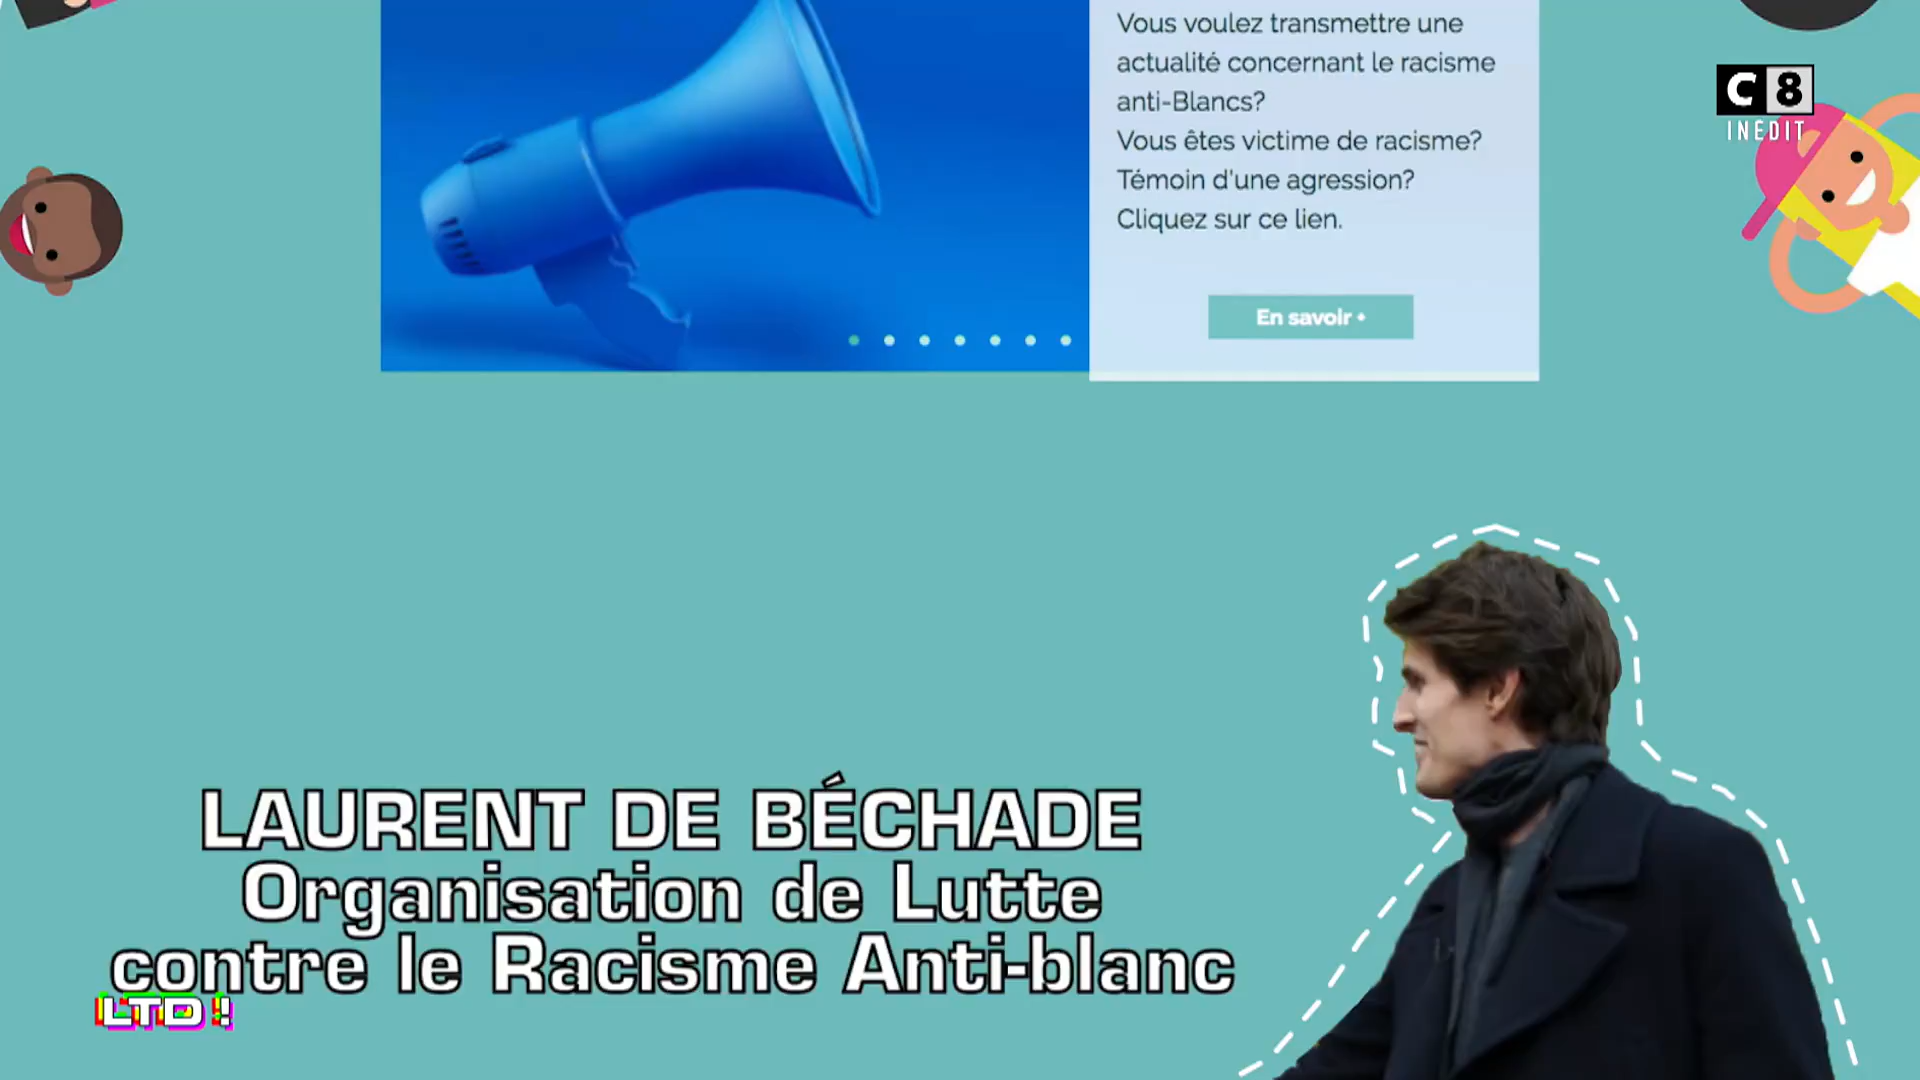 Vous voulez transmettre une
actualité concernant le racisme
anti-Blancs?
Vous êtes victime de racisme?
Témoin d'une agression?
Cliquez sur ce lien.
En savoir +
C8
INÉDIT
LAURENT DE BÉCHADE
Organisation de Lutte
contre le Racisme Anti-blanc
LTD !